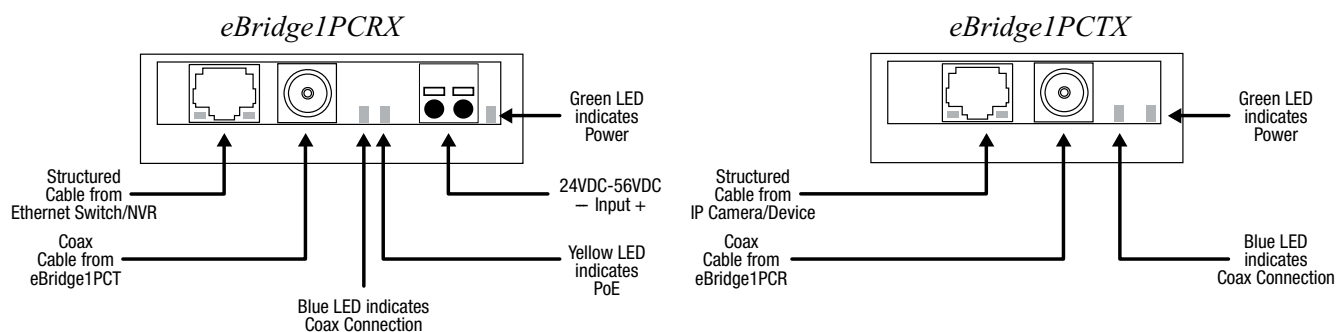 eBridge1PCRX
Green LED
indicates
Power
Structured
Cable from
Ethernet Switch/NVR
Coax
Cable from
eBridge1PCT
Blue LED indicates
Coax Connection
24VDC-56VDC
– Input +
Yellow LED
indicates
PoE
eBridge1PCTX
Green LED
indicates
Power
Structured
Cable from
IP Camera/Device
Coax
Cable from
eBridge1PCR
Blue LED
indicates
Coax Connection